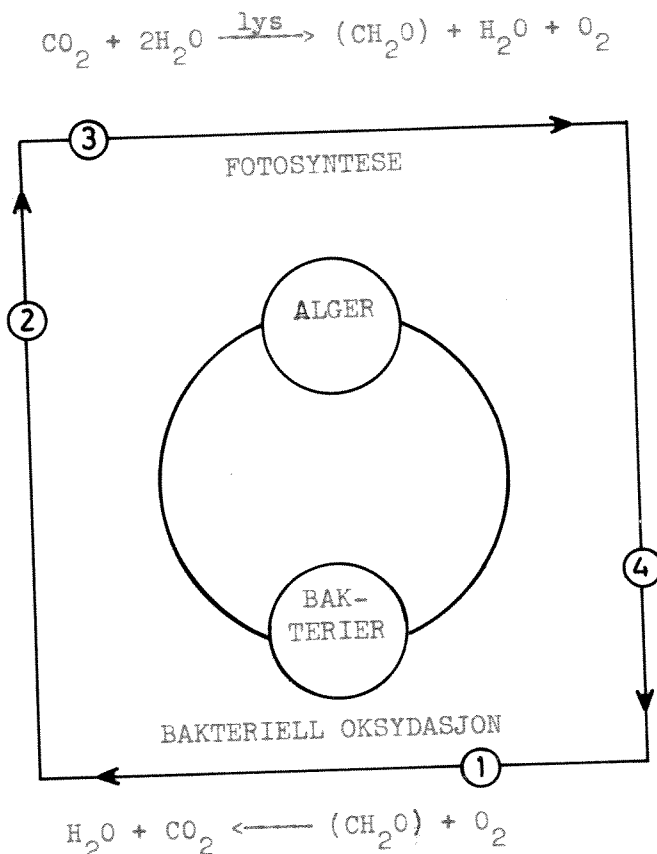 lys
CO₂ + 2H₂O ⟶ (CH₂O) + H₂O + O₂
3
FOTOSYNTESE
2
ALGER
4
BAK-
TERIER
BAKTERIELL OKSYDASJON
1
H₂O + CO₂ ⟵ (CH₂O) + O₂